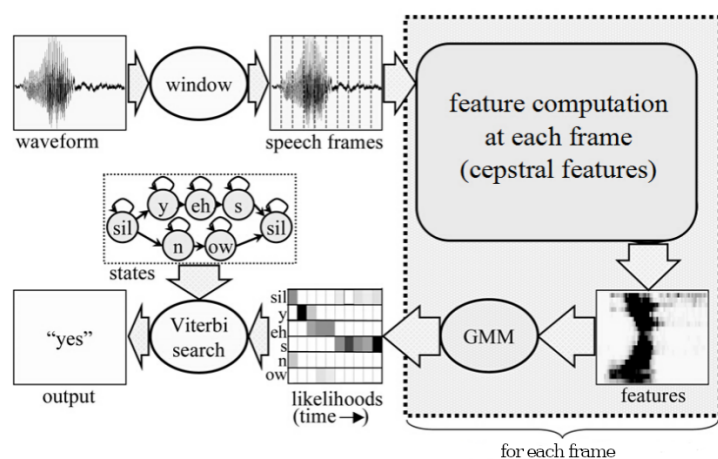 waveform
window
speech frames
feature computation
at each frame
(cepstral features)
sil
y
eh
s
sil
n
ow
states
"yes"
output
Viterbi
search
sil
y
eh
s
n
ow
likelihoods
(time →)
GMM
features
for each frame